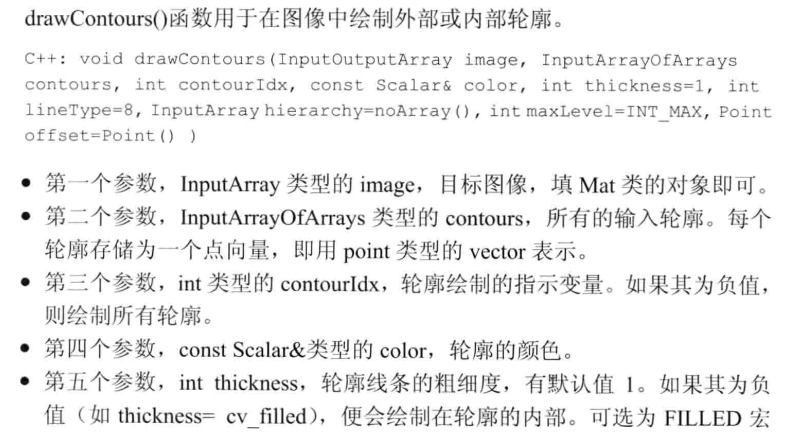 drawContours()函数用于在图像中绘制外部或内部轮廓。
C++: void drawContours(InputOutputArray image, InputArrayOfArrays
contours, int contourIdx, const Scalar& color, int thickness=1, int
lineType=8, InputArray hierarchy=noArray(), int maxLevel=INT_MAX, Point
offset=Point() )
● 第一个参数，InputArray 类型的 image，目标图像，填 Mat 类的对象即可。
● 第二个参数，InputArrayOfArrays 类型的 contours，所有的输入轮廓。每个
轮廓存储为一个点向量，即用 point 类型的 vector 表示。
● 第三个参数，int 类型的 contourIdx，轮廓绘制的指示变量。如果其为负值，
则绘制所有轮廓。
● 第四个参数，const Scalar&类型的 color，轮廓的颜色。
● 第五个参数，int thickness，轮廓线条的粗细度，有默认值 1。如果其为负
值（如 thickness= cv_filled），便会绘制在轮廓的内部。可选为 FILLED 宏